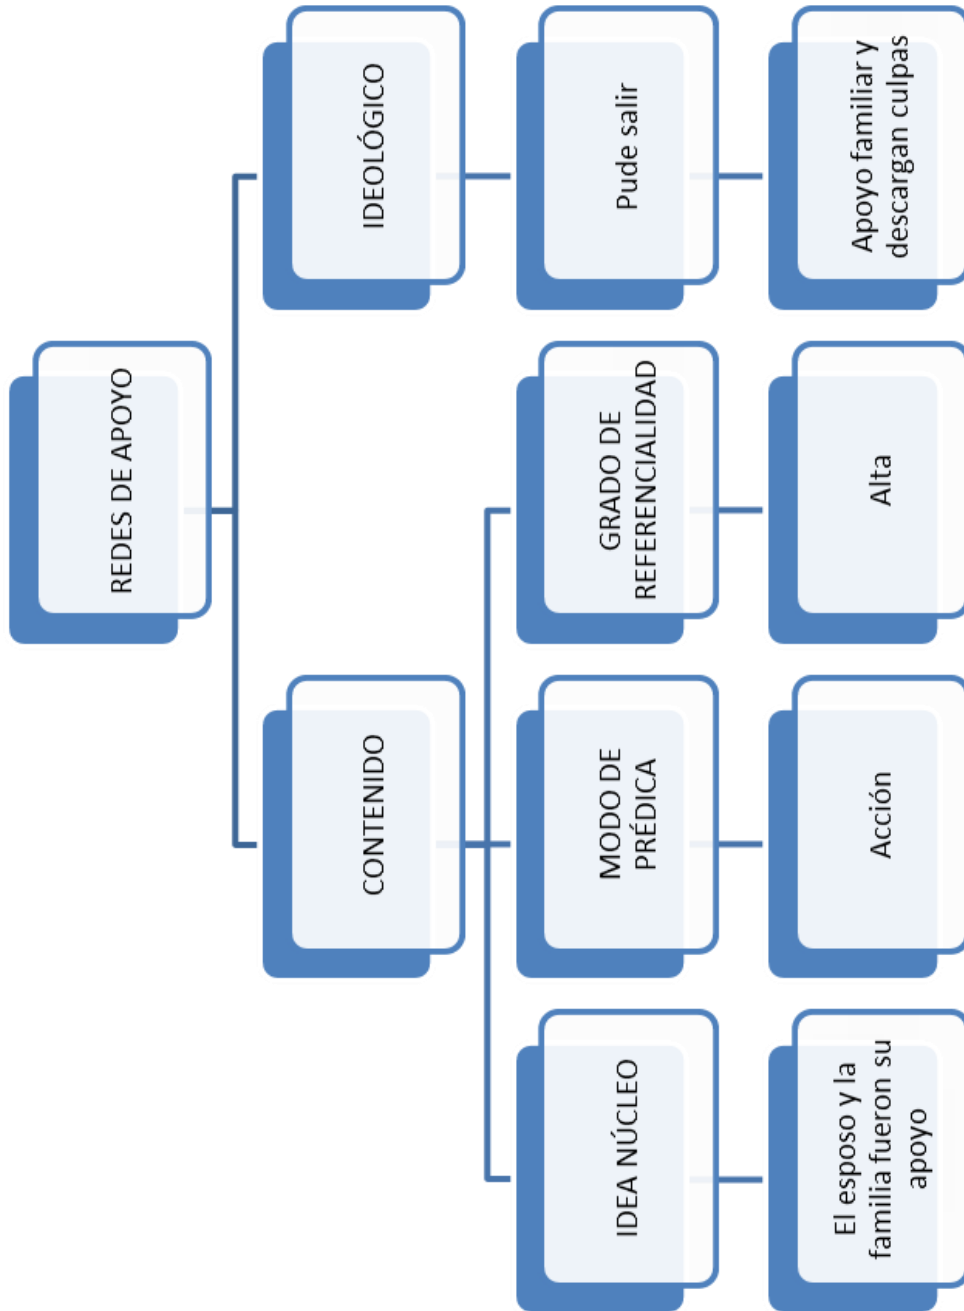 REDES DE APOYO
CONTENIDO
IDEOLÓGICO
IDEA NÚCLEO
MODO DE
PRÉDICA
GRADO DE
REFERENCIALIDAD
Pude salir
El esposo y la
familia fueron su
apoyo
Acción
Alta
Apoyo familiar y
descargan culpas